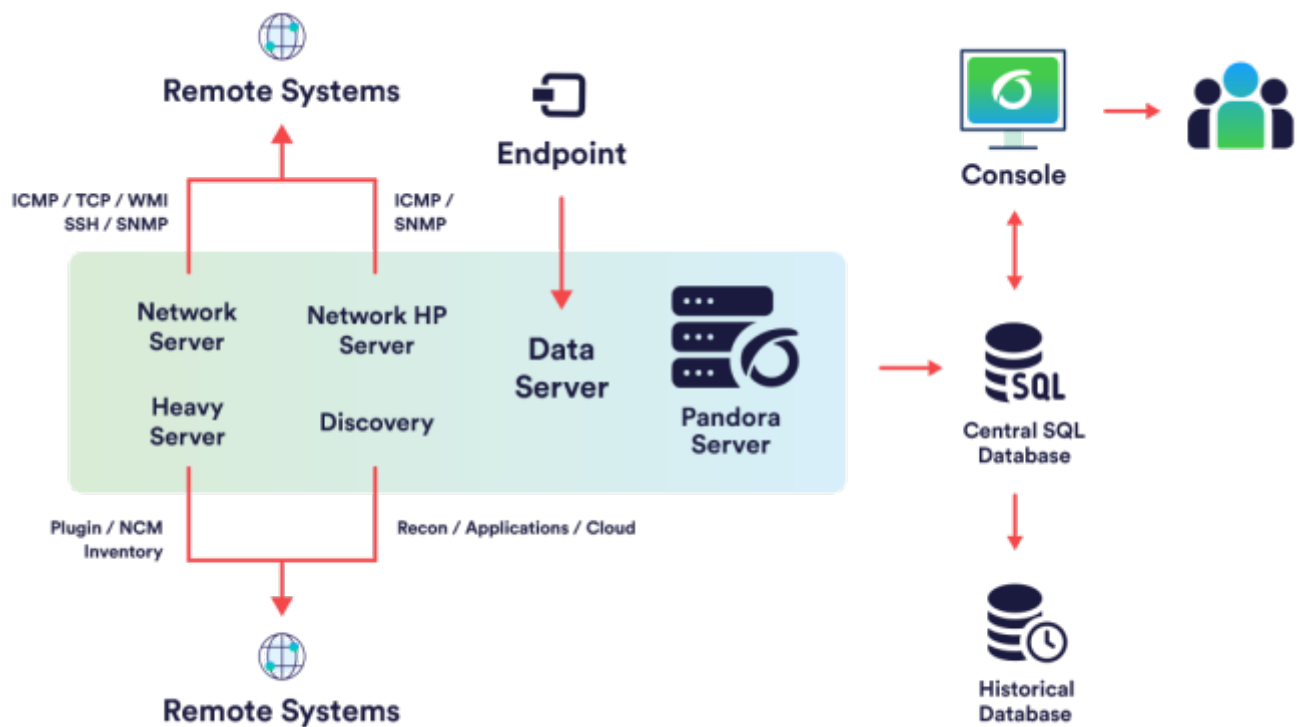 Remote Systems
Endpoint
ICMP / TCP / WMI
SSH / SNMP
ICMP /
SNMP
Console
Network
Server
Network HP
Server
Data
Server
Heavy
Server
Discovery
Pandora
Server
SQL
Central SQL
Database
Plugin / NCM
Inventory
Recon / Applications / Cloud
Remote Systems
Historical
Database